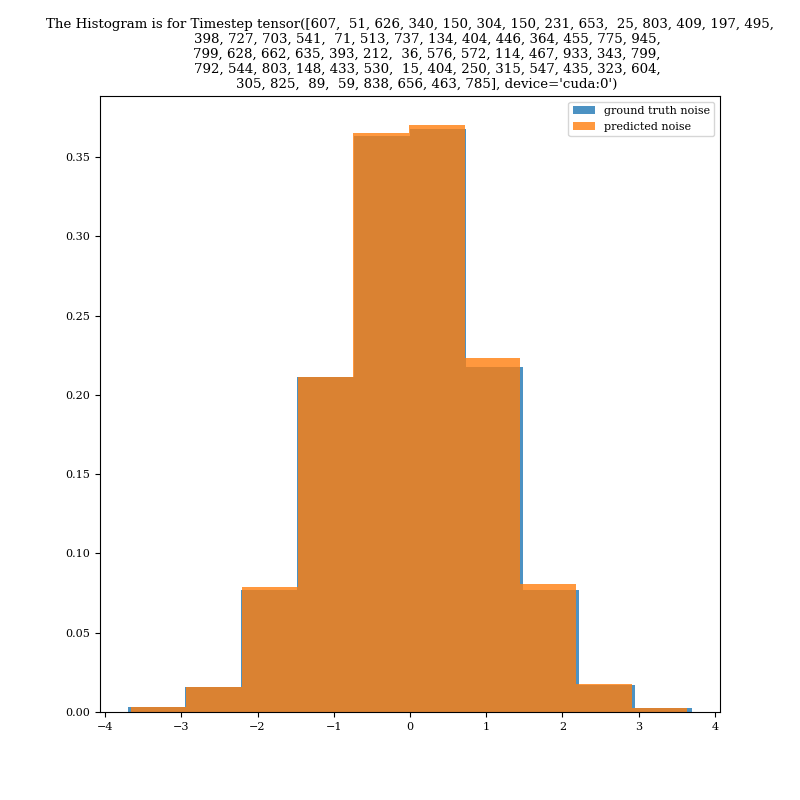 The Histogram is for Timestep tensor([607,  51, 626, 340, 150, 304, 150, 231, 653,  25, 803, 409, 197, 495,
398, 727, 703, 541,  71, 513, 737, 134, 404, 446, 364, 455, 775, 945,
799, 628, 662, 635, 393, 212,  36, 576, 572, 114, 467, 933, 343, 799,
792, 544, 803, 148, 433, 530,  15, 404, 250, 315, 547, 435, 323, 604,
305, 825,  89,  59, 838, 656, 463, 785], device='cuda:0')
ground truth noise
predicted noise
0.35
0.30
0.25
0.20
0.15
0.10
0.05
0.00
−4 −3 −2 −1 0 1 2 3 4